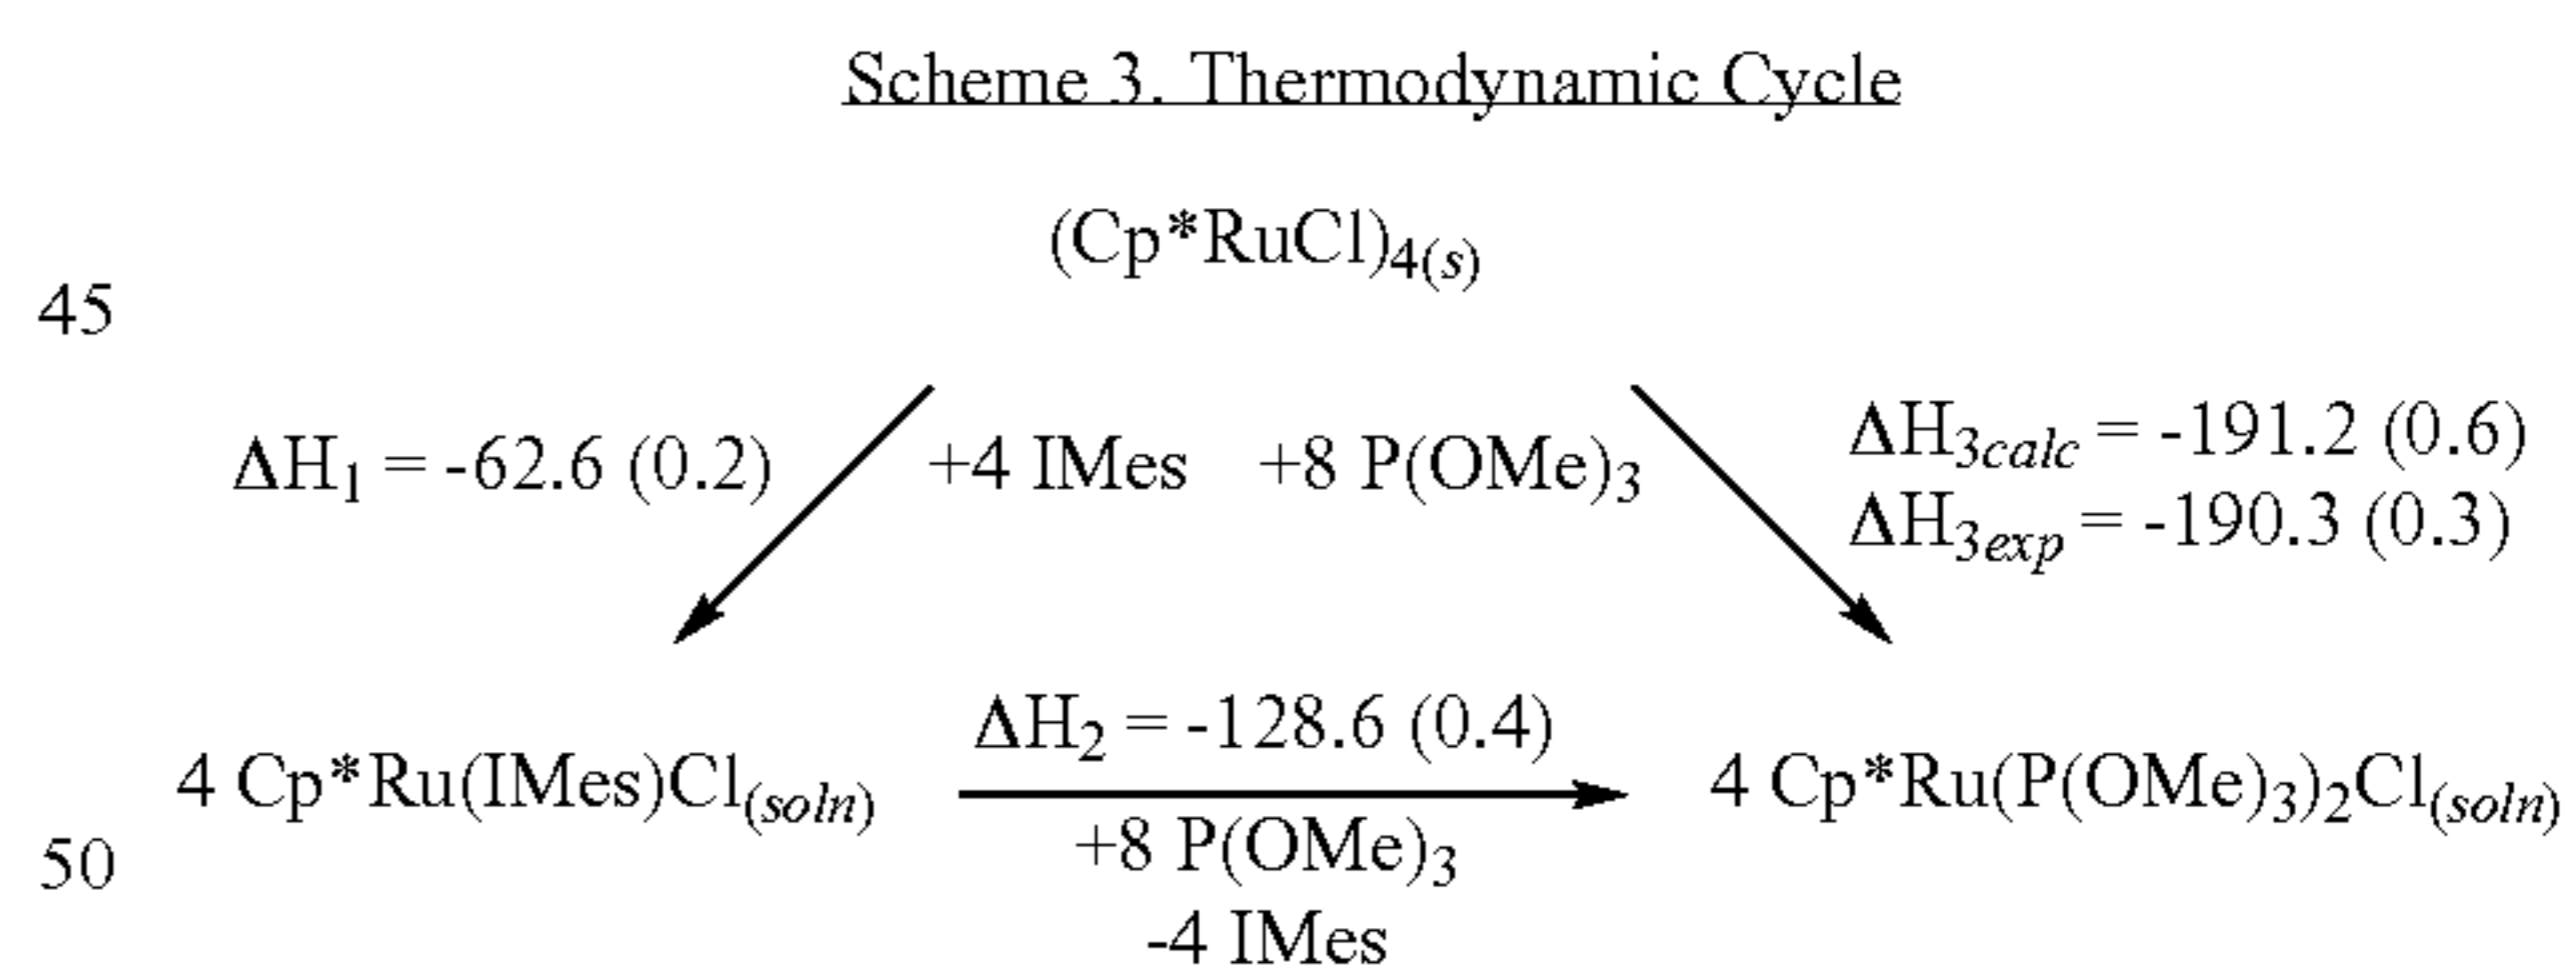 Scheme 3. Thermodynamic Cycle
(Cp*RuCl)4(s)
45
ΔH1 = -62.6 (0.2)
+4 IMes
+8 P(OMe)3
ΔH3calc = -191.2 (0.6)
ΔH3exp = -190.3 (0.3)
4 Cp*Ru(IMes)Cl(soln)
ΔH2 = -128.6 (0.4)
+8 P(OMe)3
-4 IMes
4 Cp*Ru(P(OMe)3)2Cl(soln)
50